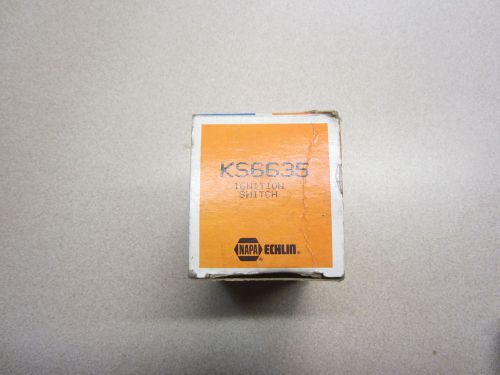 KS6635
IGNITION
SWITCH
NAPA ECHLIN®
®